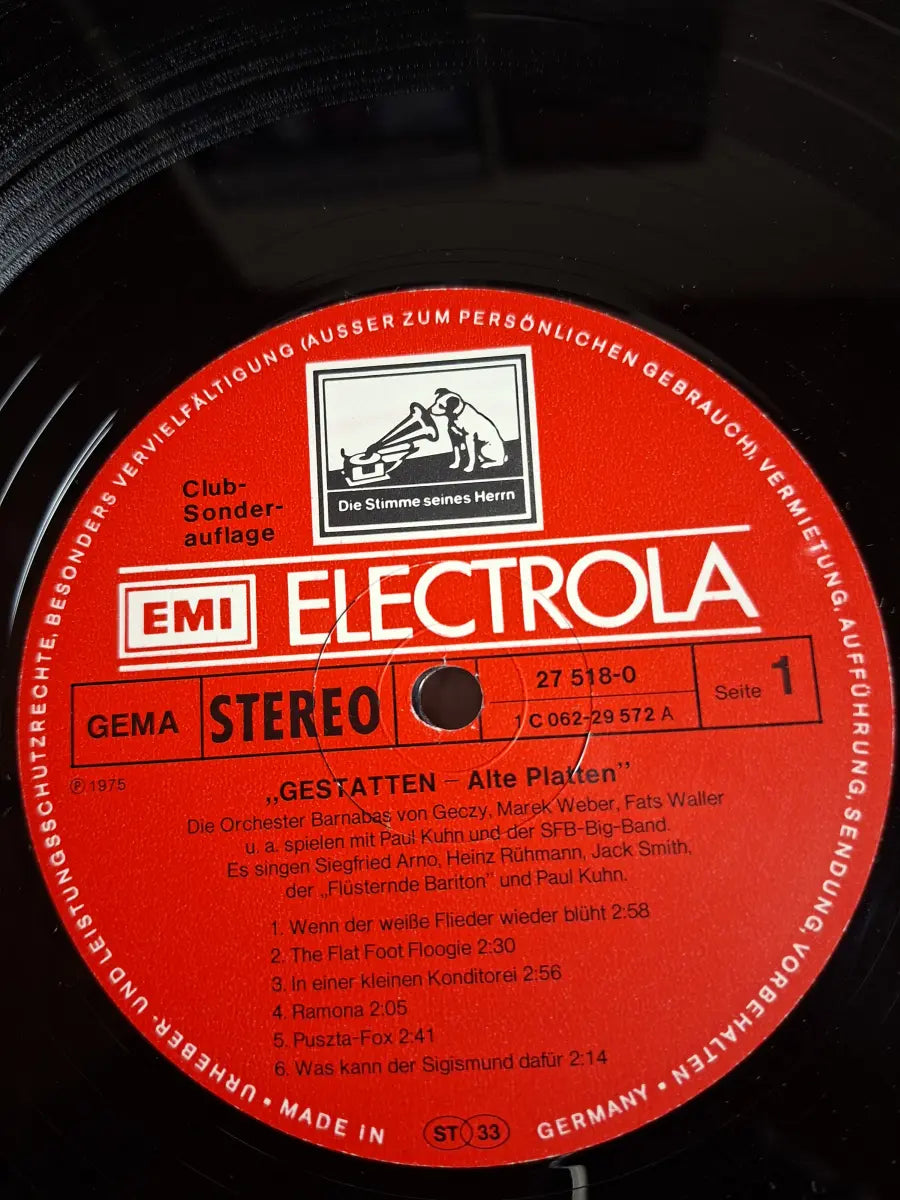 URHEBER- UND LEISTUNGSSCHUTZRECHTE, BESONDERS VERVIELFÄLTIGUNG (AUSSER ZUM PERSÖNLICHEN GEBRAUCH), VERMIETUNG, AUFFÜHRUNG, SENDUNG, VORBEHALTEN • MADE IN GERMANY •
Die Stimme seines Herrn
Club-
Sonder-
auflage
EMI ELECTROLA
GEMA STEREO
27 518-0
1 C 062-29 572 A
Seite 1
℗ 1975
„GESTATTEN – Alte Platten”
Die Orchester Barnabas von Geczy, Marek Weber, Fats Waller
u. a. spielen mit Paul Kuhn und der SFB-Big-Band.
Es singen Siegfried Arno, Heinz Rühmann, Jack Smith,
der „Flüsternde Bariton” und Paul Kuhn.
1. Wenn der weiße Flieder wieder blüht 2:58
2. The Flat Foot Floogie 2:30
3. In einer kleinen Konditorei 2:56
4. Ramona 2:05
5. Puszta-Fox 2:41
6. Was kann der Sigismund dafür 2:14
ST 33